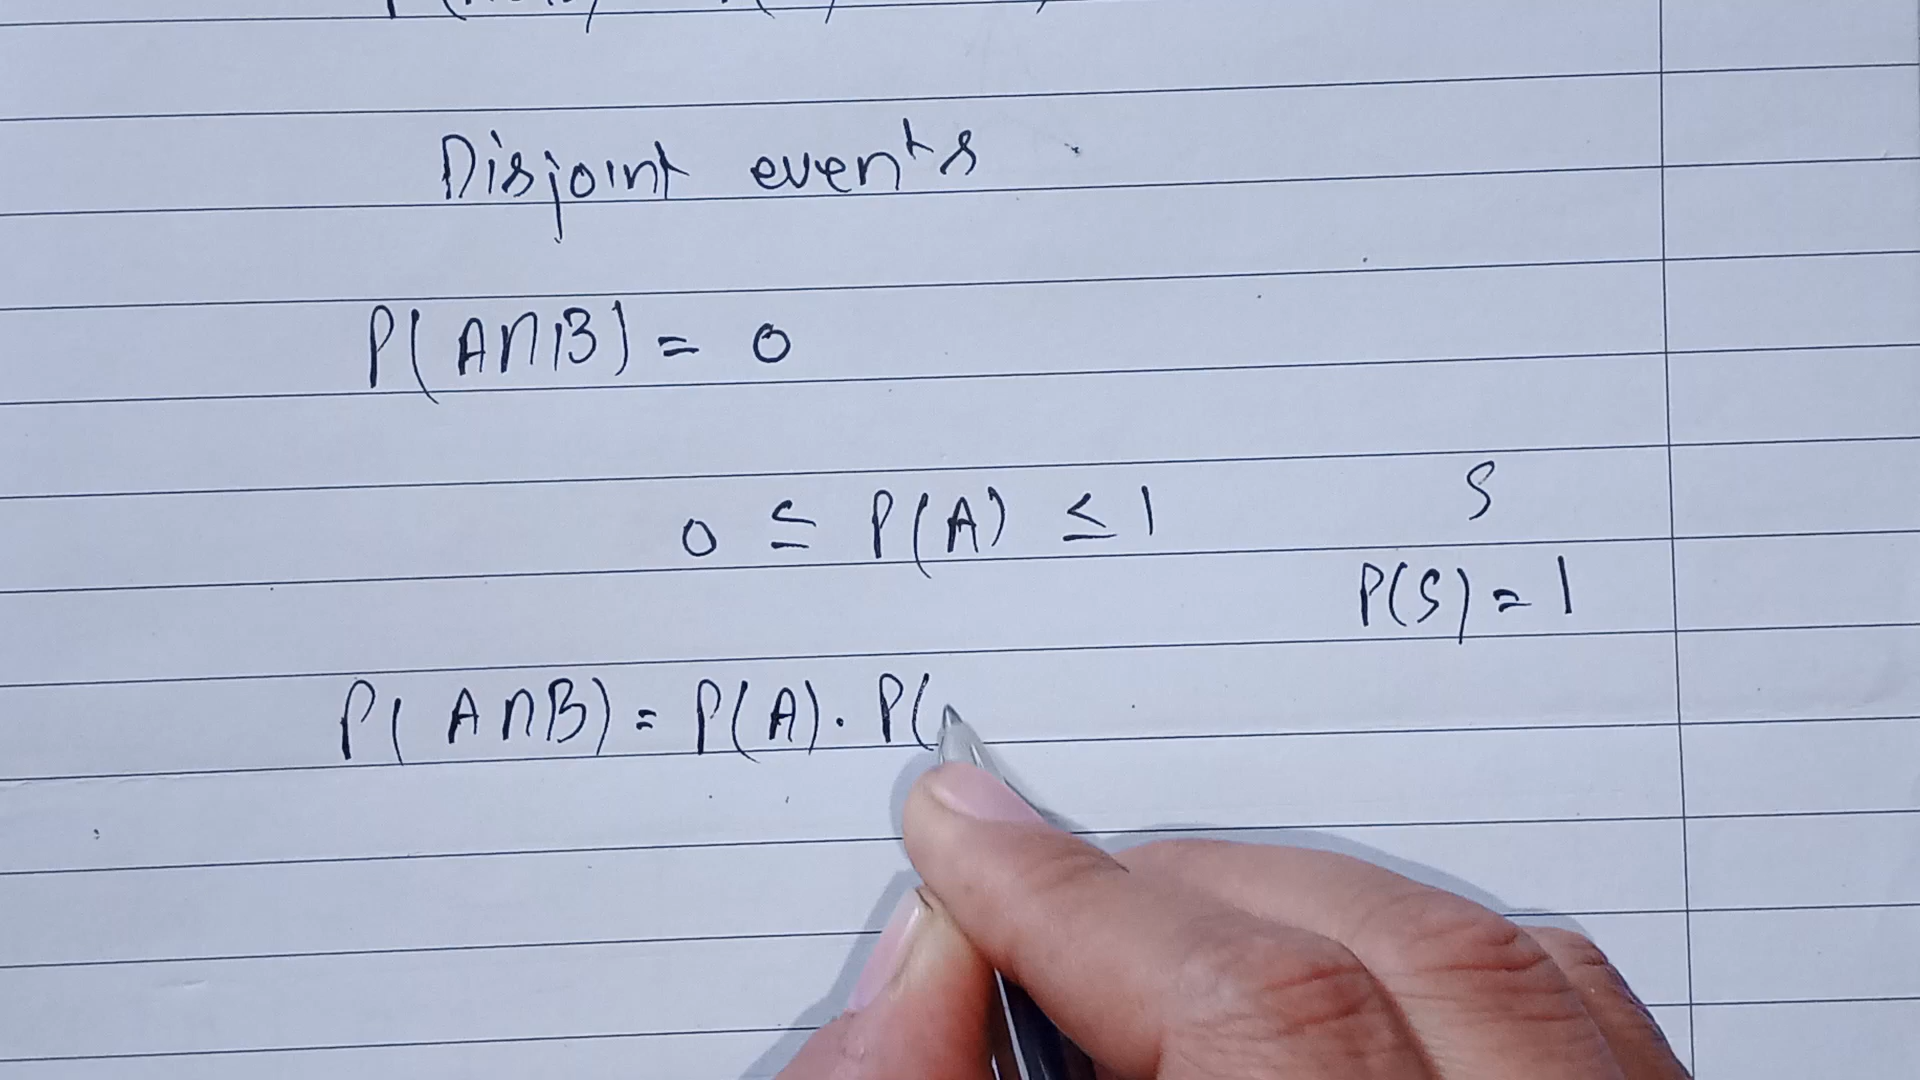 Disjoint events
P(A∩B) = 0
0 ≤ P(A) ≤ 1
S
P(S) = 1
P(A∩B) = P(A). P(